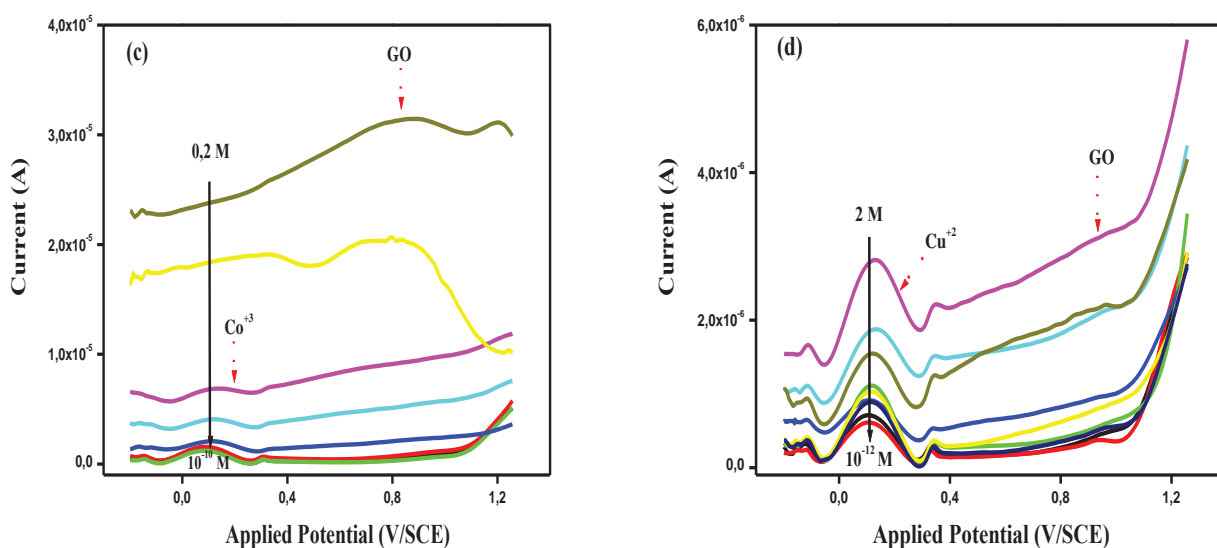 4,0x10⁻⁵
(c)
GO
3,0x10⁻⁵
0,2 M
2,0x10⁻⁵
Co⁺³
1,0x10⁻⁵
0,0
10⁻¹⁰ M
0,0 0,4 0,8 1,2
Applied Potential (V/SCE)
Current (A)
6,0x10⁻⁶
(d)
GO
4,0x10⁻⁶
2 M
Cu⁺²
2,0x10⁻⁶
0,0
10⁻¹² M
0,0 0,4 0,8 1,2
Applied Potential (V/SCE)
Current (A)